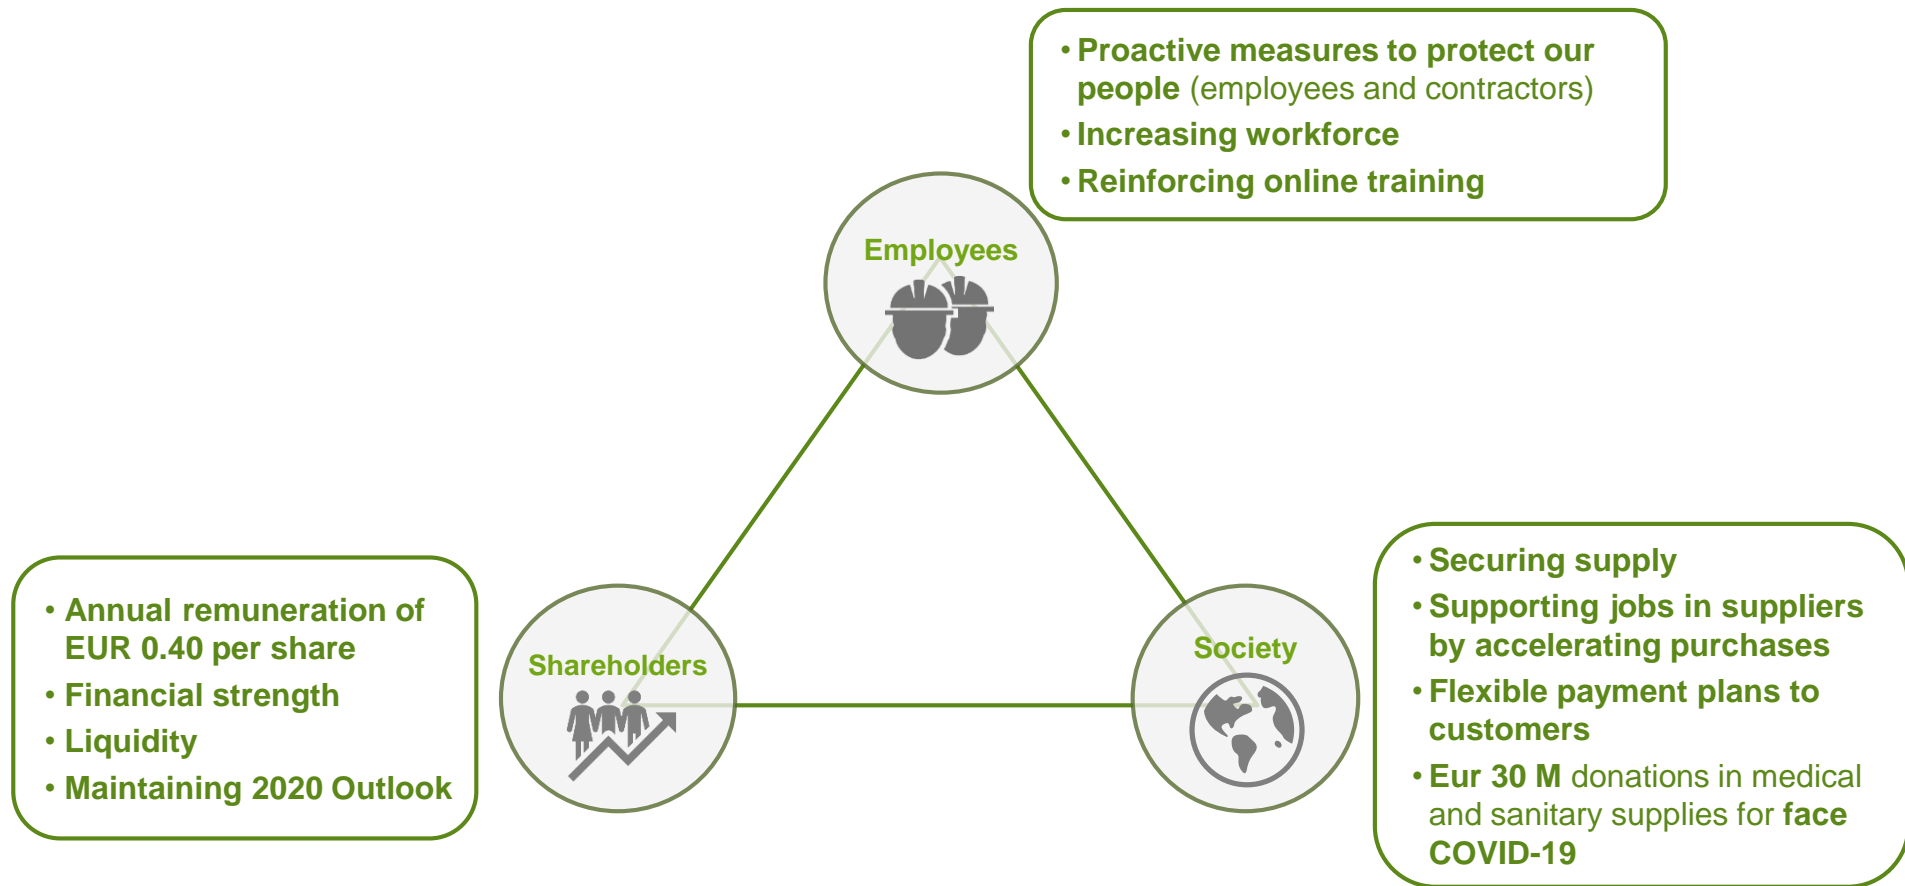 • Proactive measures to protect our
people (employees and contractors)
• Increasing workforce
• Reinforcing online training
Employees
Shareholders
• Annual remuneration of
EUR 0.40 per share
• Financial strength
• Liquidity
• Maintaining 2020 Outlook
Society
• Securing supply
• Supporting jobs in suppliers
by accelerating purchases
• Flexible payment plans to
customers
• Eur 30 M donations in medical
and sanitary supplies for face
COVID-19